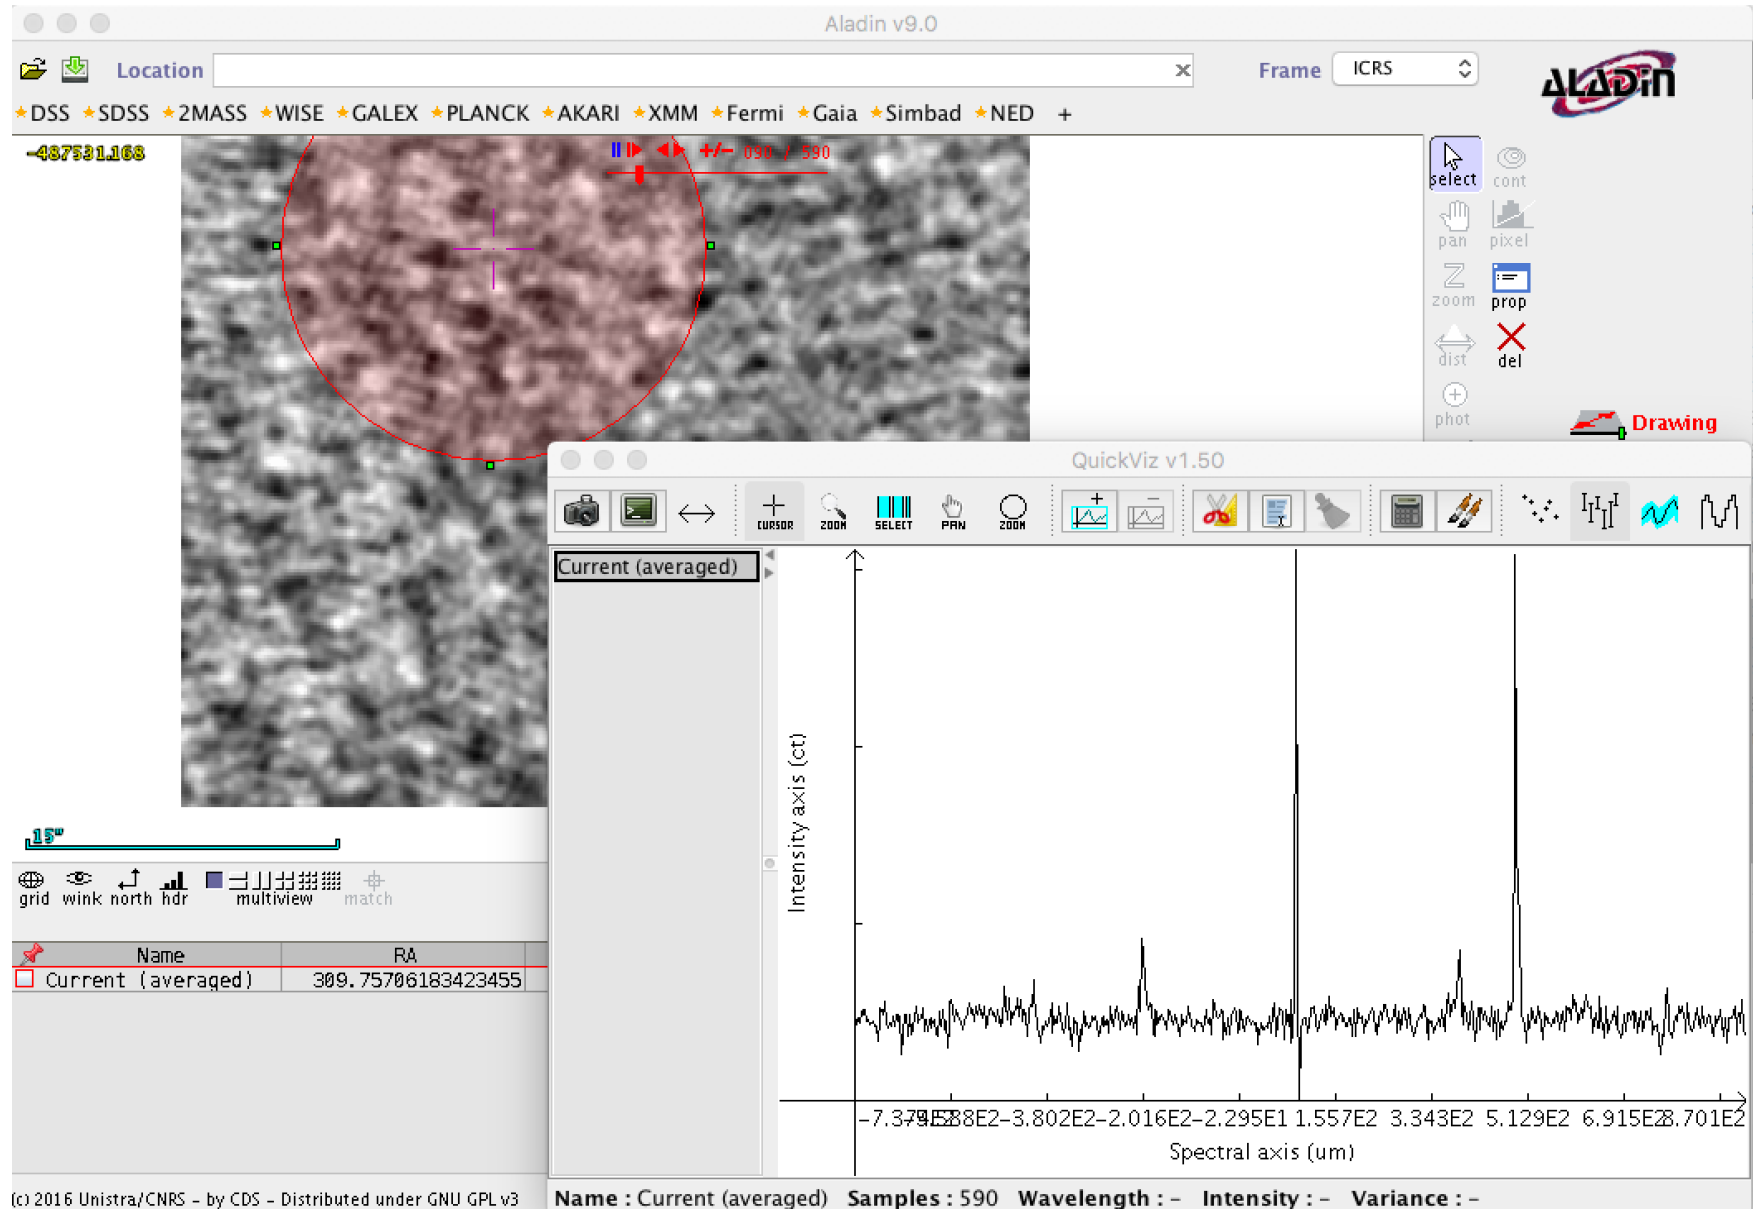 Aladin v9.0
Location
Frame ICRS
ALADIN
DSS SDSS 2MASS WISE GALEX PLANCK AKARI XMM Fermi Gaia Simbad NED +
-487531.168
+/- 090 / 590
select cont
pan pixel
zoom prop
dist del
phot
Drawing
QuickViz v1.50
CURSOR ZOOM SELECT PAN ZOOM
Current (averaged)
Intensity axis (ct)
-3.802E2 -2.016E2 -2.295E1 1.557E2 3.343E2 5.129E2 6.915E2 8.701E2
Spectral axis (um)
15"
grid wink north hdr multiview match
Name RA
Current (averaged) 309.75706183423455
(c) 2016 Unistra/CNRS - by CDS - Distributed under GNU GPL v3
Name : Current (averaged) Samples : 590 Wavelength : - Intensity : - Variance : -